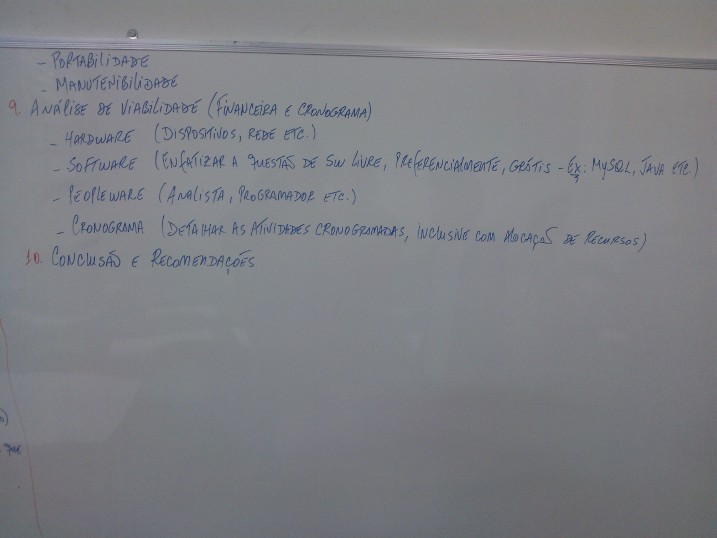 - PORTABILIDADE
- MANUTENIBILIDADE
9. ANÁLISE DE VIABILIDADE (FINANCEIRA E CRONOGRAMA)
- HARDWARE (DISPOSITIVOS, REDE ETC.)
- SOFTWARE (ENFATIZAR A QUESTÃO DE SW LIVRE, PREFERENCIALMENTE, GRÁTIS - EX: MYSQL, JAVA ETC.)
- PEOPLEWARE (ANALISTA, PROGRAMADOR ETC.)
- CRONOGRAMA (DETALHAR AS ATIVIDADES CRONOGRAMADAS, INCLUSIVE COM ALOCAÇÃO DE RECURSOS)
10. CONCLUSÃO E RECOMENDAÇÕES